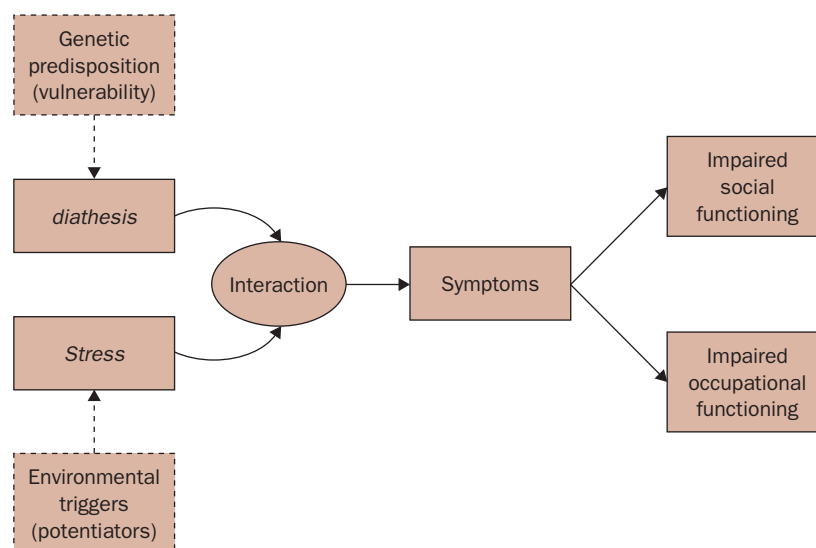 Genetic
predisposition
(vulnerability)
diathesis
Stress
Environmental
triggers
(potentiators)
Interaction
Symptoms
Impaired
social
functioning
Impaired
occupational
functioning